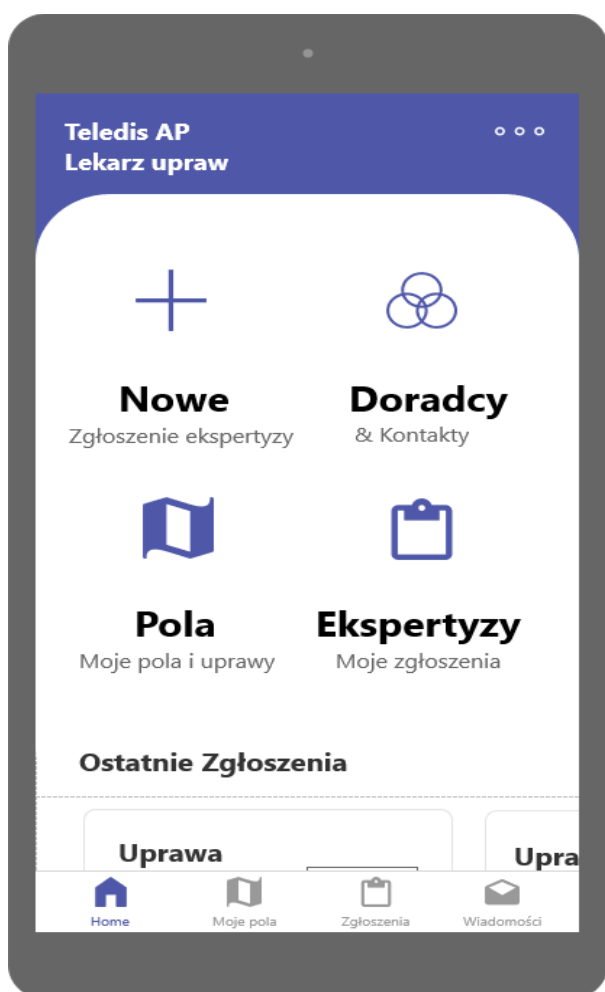 Teledis AP
Lekarz upraw
Nowe
Zgłoszenie ekspertyzy
Doradcy
& Kontakty
Pola
Moje pola i uprawy
Ekspertyzy
Moje zgłoszenia
Ostatnie Zgłoszenia
Uprawa
Upra
Home
Moje pola
Zgłoszenia
Wiadomości